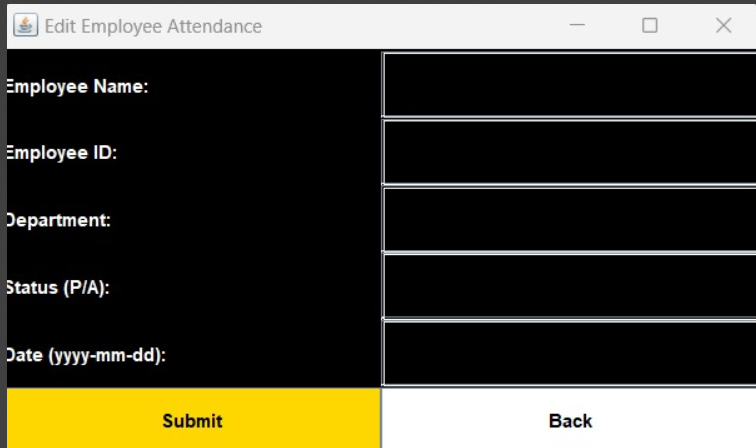 Edit Employee Attendance
Employee Name:
Employee ID:
Department:
Status (P/A):
Date (yyyy-mm-dd):
Submit Back